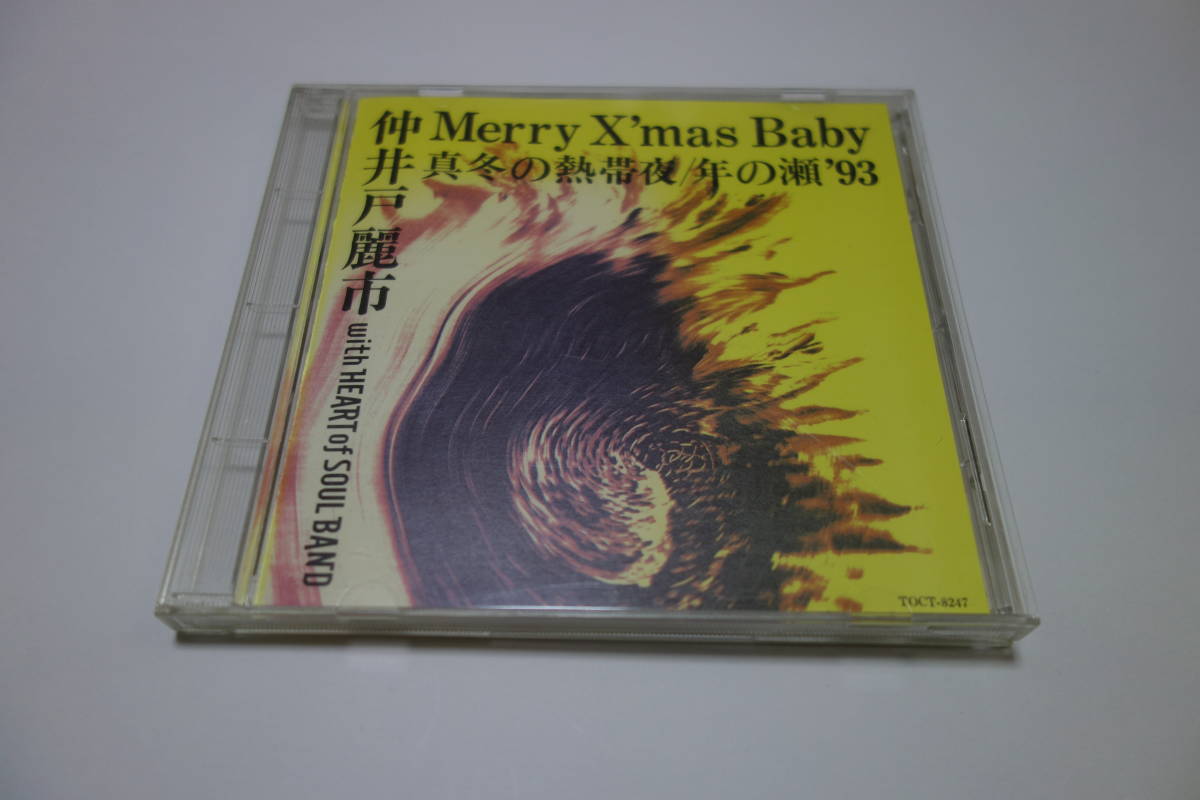 Merry X'mas Baby
真冬の熱帯夜/年の瀬'93
仲井戸麗市
with HEART of SOUL BAND
TOCT-8247